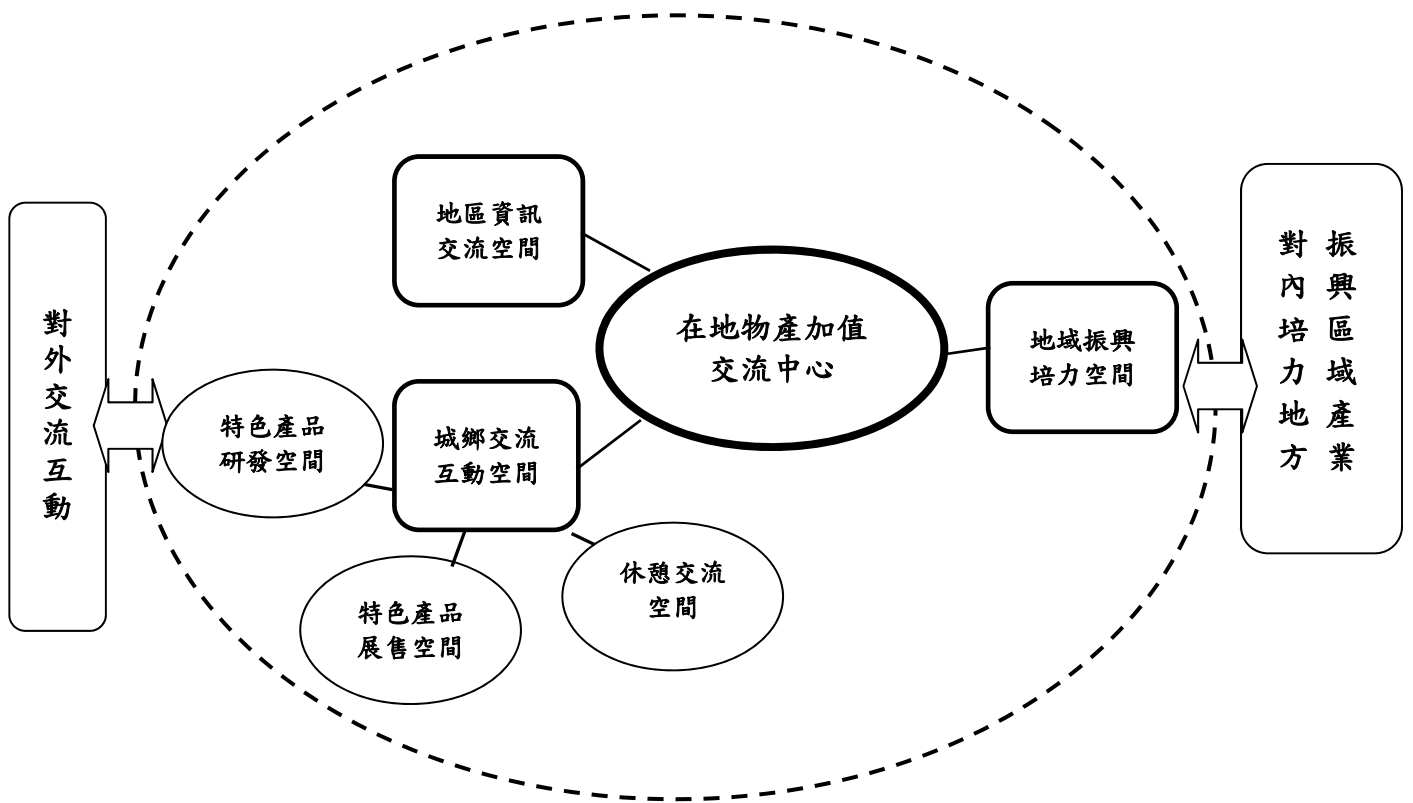 對外交流互動
地區資訊
交流空間
在地物產加值
交流中心
地域振興
培力空間
特色產品
研發空間
城鄉交流
互動空間
特色產品
展售空間
休憩交流
空間
振興區域產業
對內培力地方